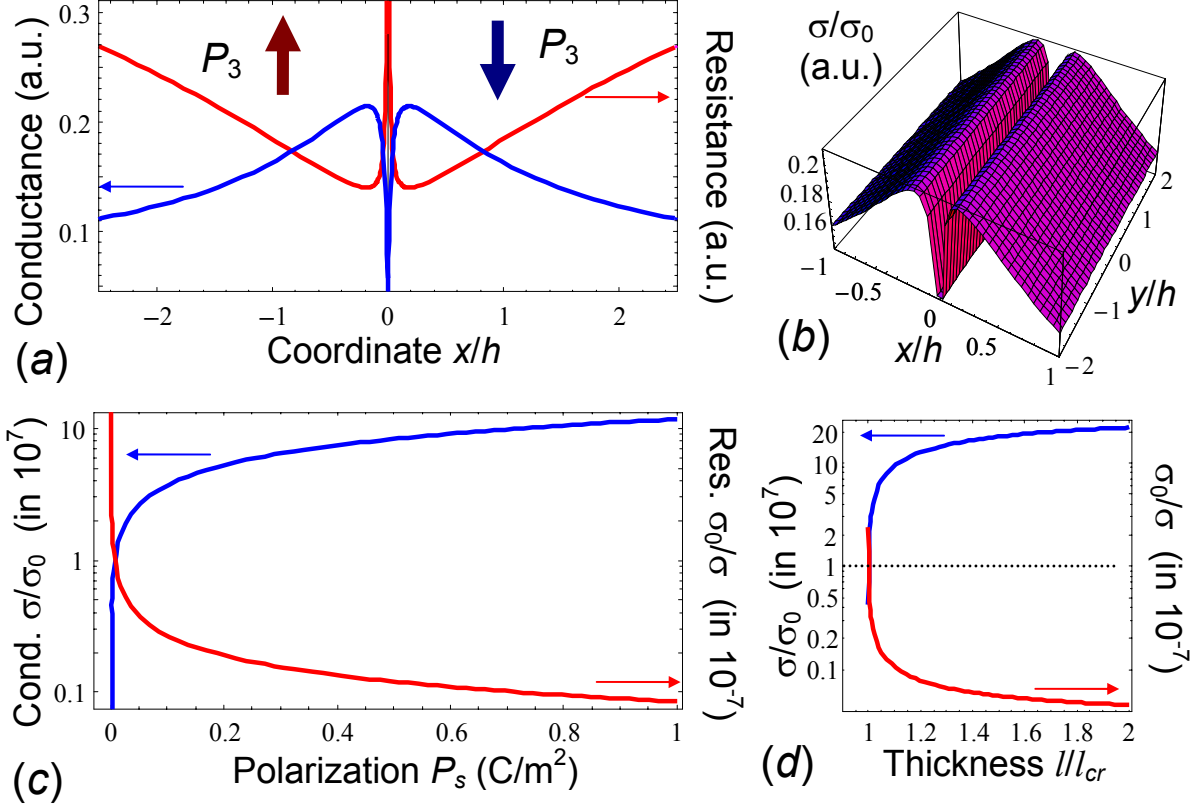 0.3
0.2
0.1
Conductance (a.u.)
P3
P3
Resistance (a.u.)
−2 −1 0 1 2
Coordinate x/h
(a)
σ/σ0
(a.u.)
0.2
0.18
0.16
−1 −0.5 0 0.5 1
x/h
−2 −1 0 1 2
y/h
(b)
10
1
0.1
Cond. σ/σ0 (in 10^7)
Res. σ0/σ (in 10^-7)
0 0.2 0.4 0.6 0.8 1
Polarization Ps (C/m²)
(c)
20
10
5
2
1
0.5
0.2
0.1
σ/σ0 (in 10^7)
σ0/σ (in 10^-7)
1 1.2 1.4 1.6 1.8 2
Thickness l/lcr
(d)